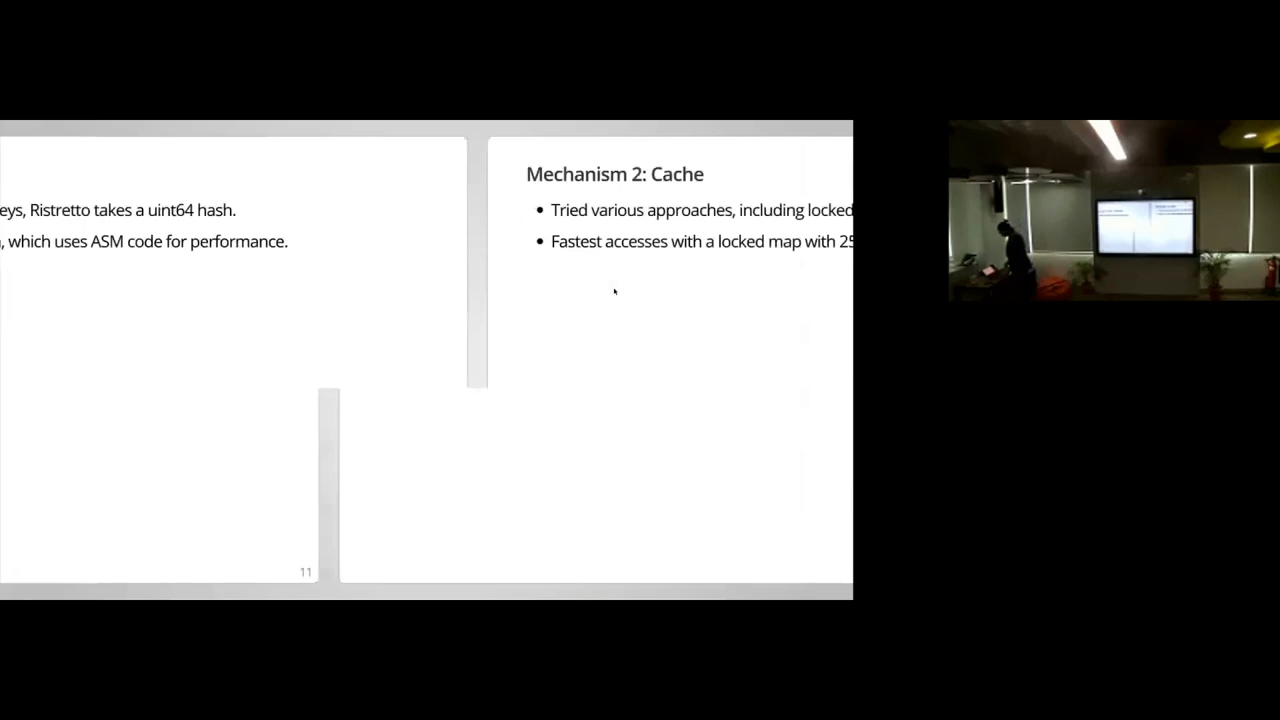 eys, Ristretto takes a uint64 hash.
, which uses ASM code for performance.
11
Mechanism 2: Cache
Tried various approaches, including locked
Fastest accesses with a locked map with 25